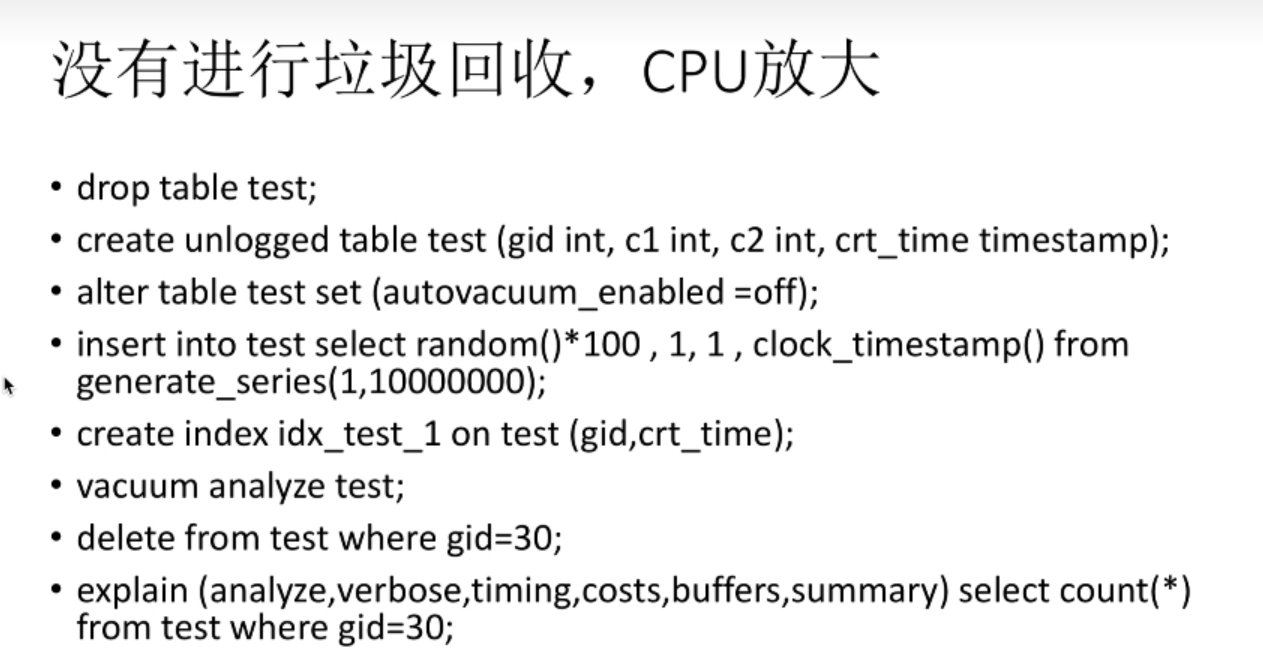 没有进行垃圾回收，CPU放大
• drop table test;
• create unlogged table test (gid int, c1 int, c2 int, crt_time timestamp);
• alter table test set (autovacuum_enabled =off);
• insert into test select random()*100 , 1, 1 , clock_timestamp() from
generate_series(1,10000000);
• create index idx_test_1 on test (gid,crt_time);
• vacuum analyze test;
• delete from test where gid=30;
• explain (analyze,verbose,timing,costs,buffers,summary) select count(*)
from test where gid=30;